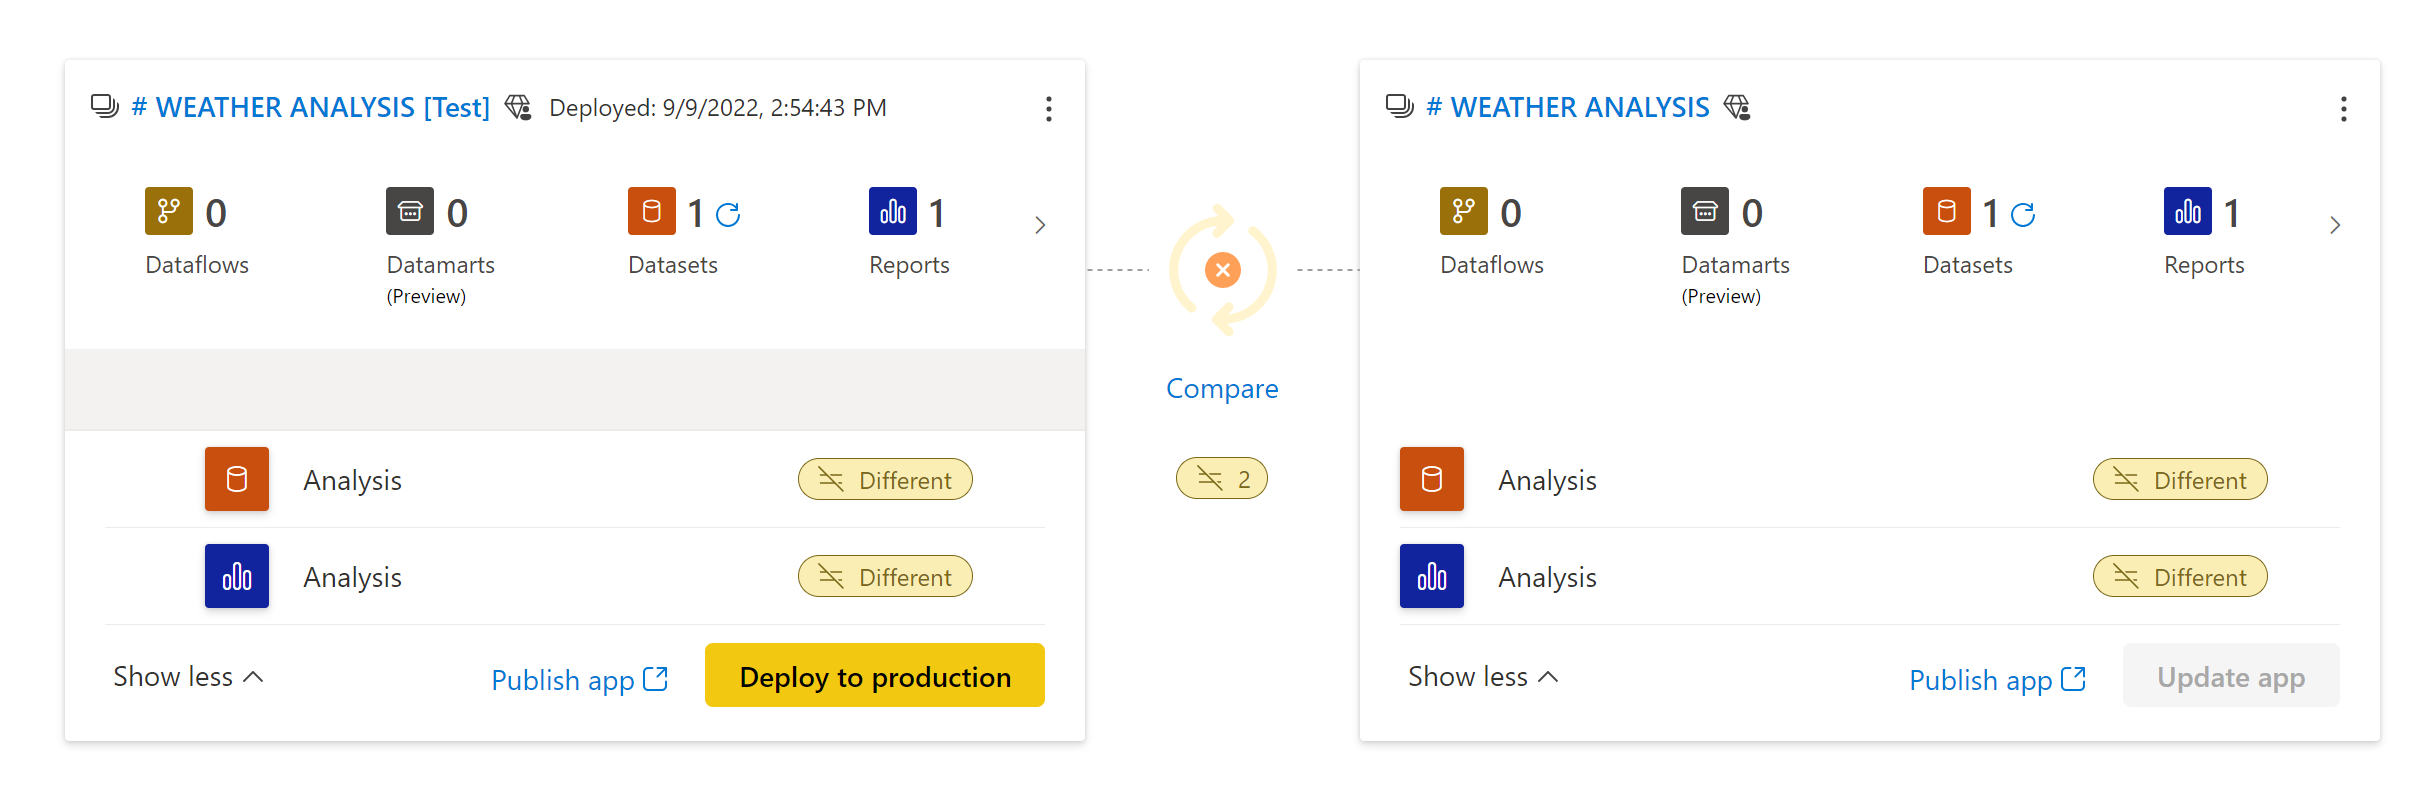 # WEATHER ANALYSIS [Test] Deployed: 9/9/2022, 2:54:43 PM
0 0 1 1
Dataflows Datamarts Datasets Reports
(Preview)
Analysis Different
Analysis Different
Show less Publish app Deploy to production
Compare
2
# WEATHER ANALYSIS
0 0 1 1
Dataflows Datamarts Datasets Reports
(Preview)
Analysis Different
Analysis Different
Show less Publish app Update app